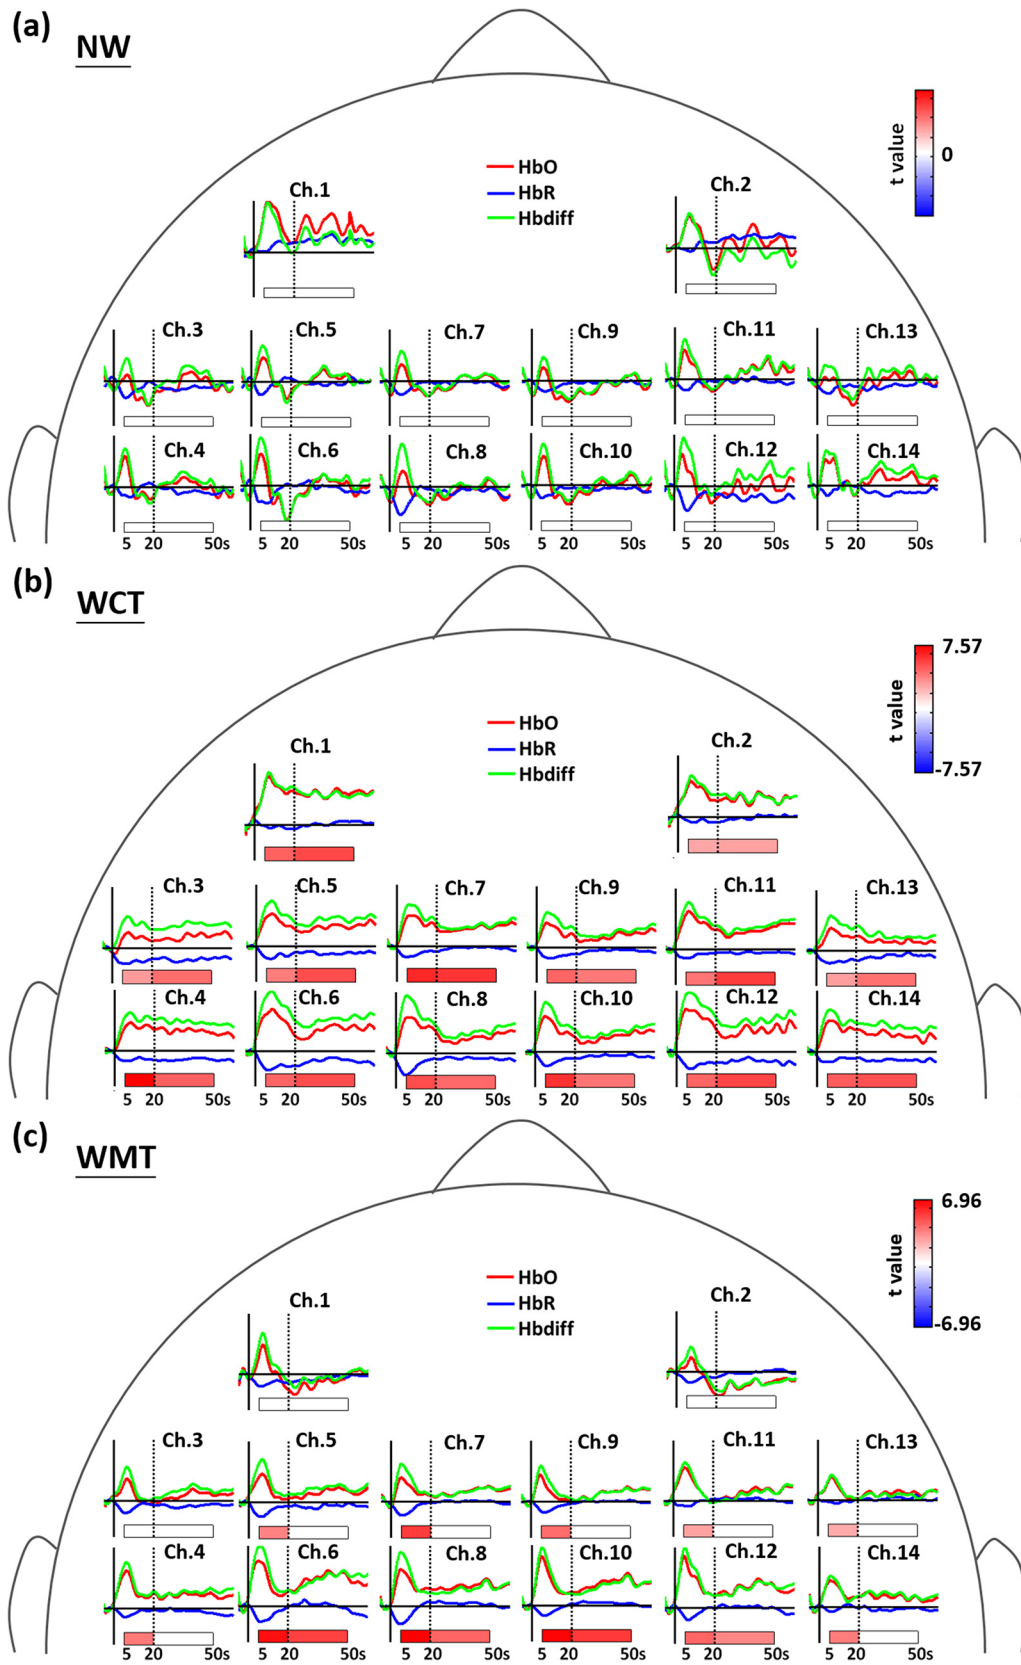 (a)
NW
HbO
HbR
Hbdiff
t value
0
Ch.1
Ch.2
Ch.3
Ch.5
Ch.7
Ch.9
Ch.11
Ch.13
Ch.4
Ch.6
Ch.8
Ch.10
Ch.12
Ch.14
5 20 50s
5 20 50s
5 20 50s
5 20 50s
5 20 50s
5 20 50s
(b)
WCT
HbO
HbR
Hbdiff
t value
7.57
-7.57
Ch.1
Ch.2
Ch.3
Ch.5
Ch.7
Ch.9
Ch.11
Ch.13
Ch.4
Ch.6
Ch.8
Ch.10
Ch.12
Ch.14
5 20 50s
5 20 50s
5 20 50s
5 20 50s
5 20 50s
5 20 50s
(c)
WMT
HbO
HbR
Hbdiff
t value
6.96
-6.96
Ch.1
Ch.2
Ch.3
Ch.5
Ch.7
Ch.9
Ch.11
Ch.13
Ch.4
Ch.6
Ch.8
Ch.10
Ch.12
Ch.14
5 20 50s
5 20 50s
5 20 50s
5 20 50s
5 20 50s
5 20 50s